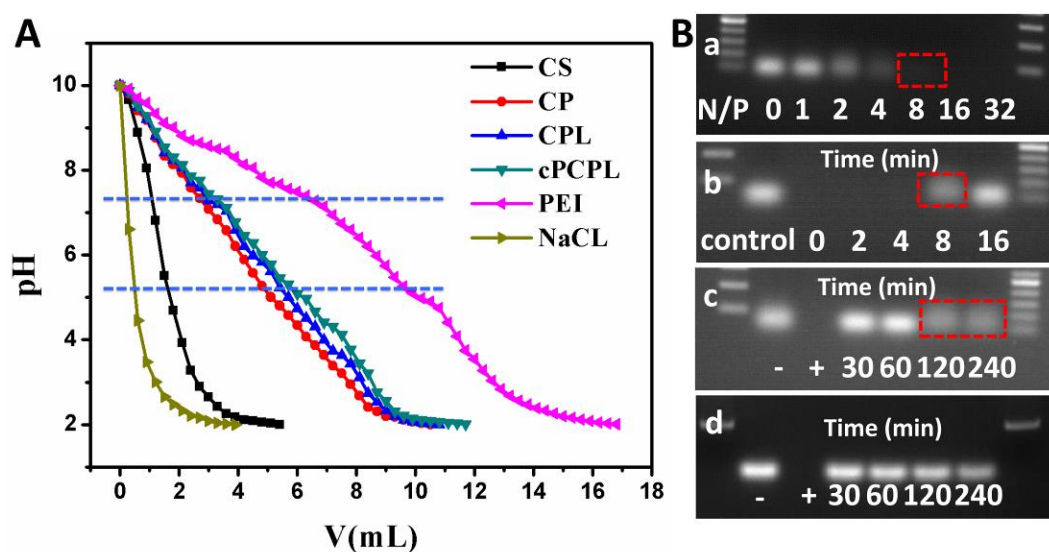 A
pH
10
8
6
4
2
0 2 4 6 8 10 12 14 16 18
V(mL)
CS
CP
CPL
cPCPL
PEI
NaCL
B
a
N/P 0 1 2 4 8 16 32
b
Time (min)
control 0 2 4 8 16
c
Time (min)
- + 30 60 120 240
d
Time (min)
- + 30 60 120 240